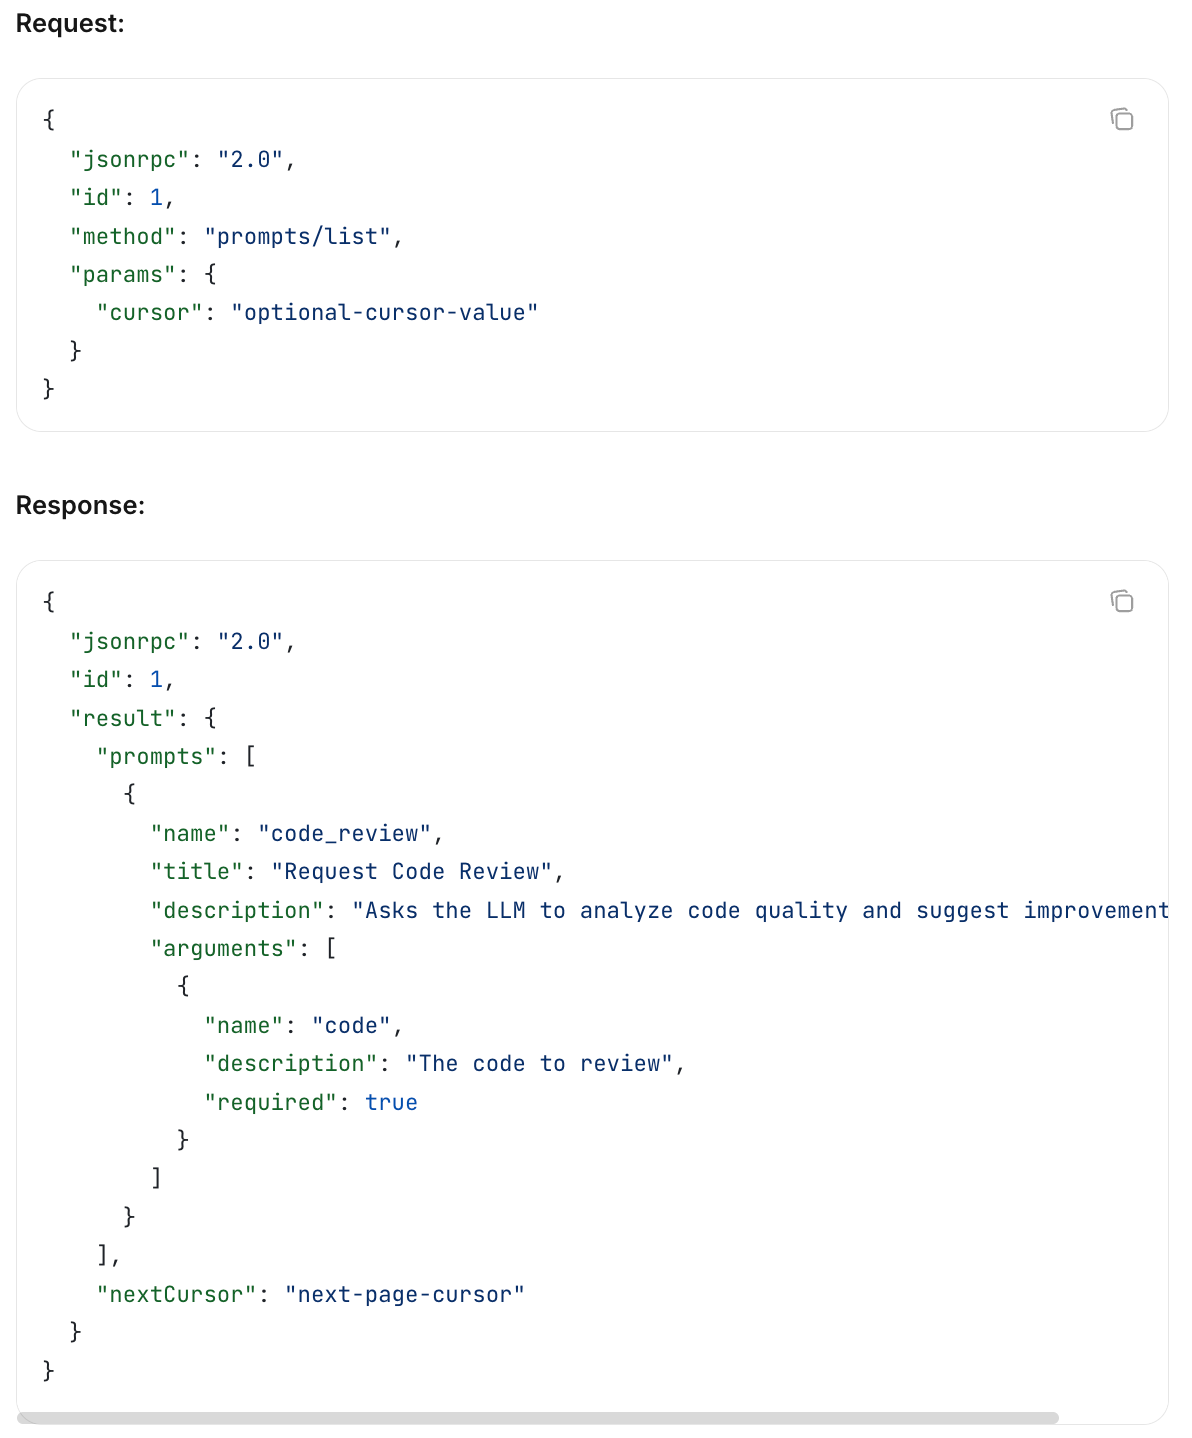 Request:
{
  "jsonrpc": "2.0",
  "id": 1,
  "method": "prompts/list",
  "params": {
    "cursor": "optional-cursor-value"
  }
}
Response:
{
  "jsonrpc": "2.0",
  "id": 1,
  "result": {
    "prompts": [
      {
        "name": "code_review",
        "title": "Request Code Review",
        "description": "Asks the LLM to analyze code quality and suggest improvement
        "arguments": [
          {
            "name": "code",
            "description": "The code to review",
            "required": true
          }
        ]
      }
    ],
    "nextCursor": "next-page-cursor"
  }
}